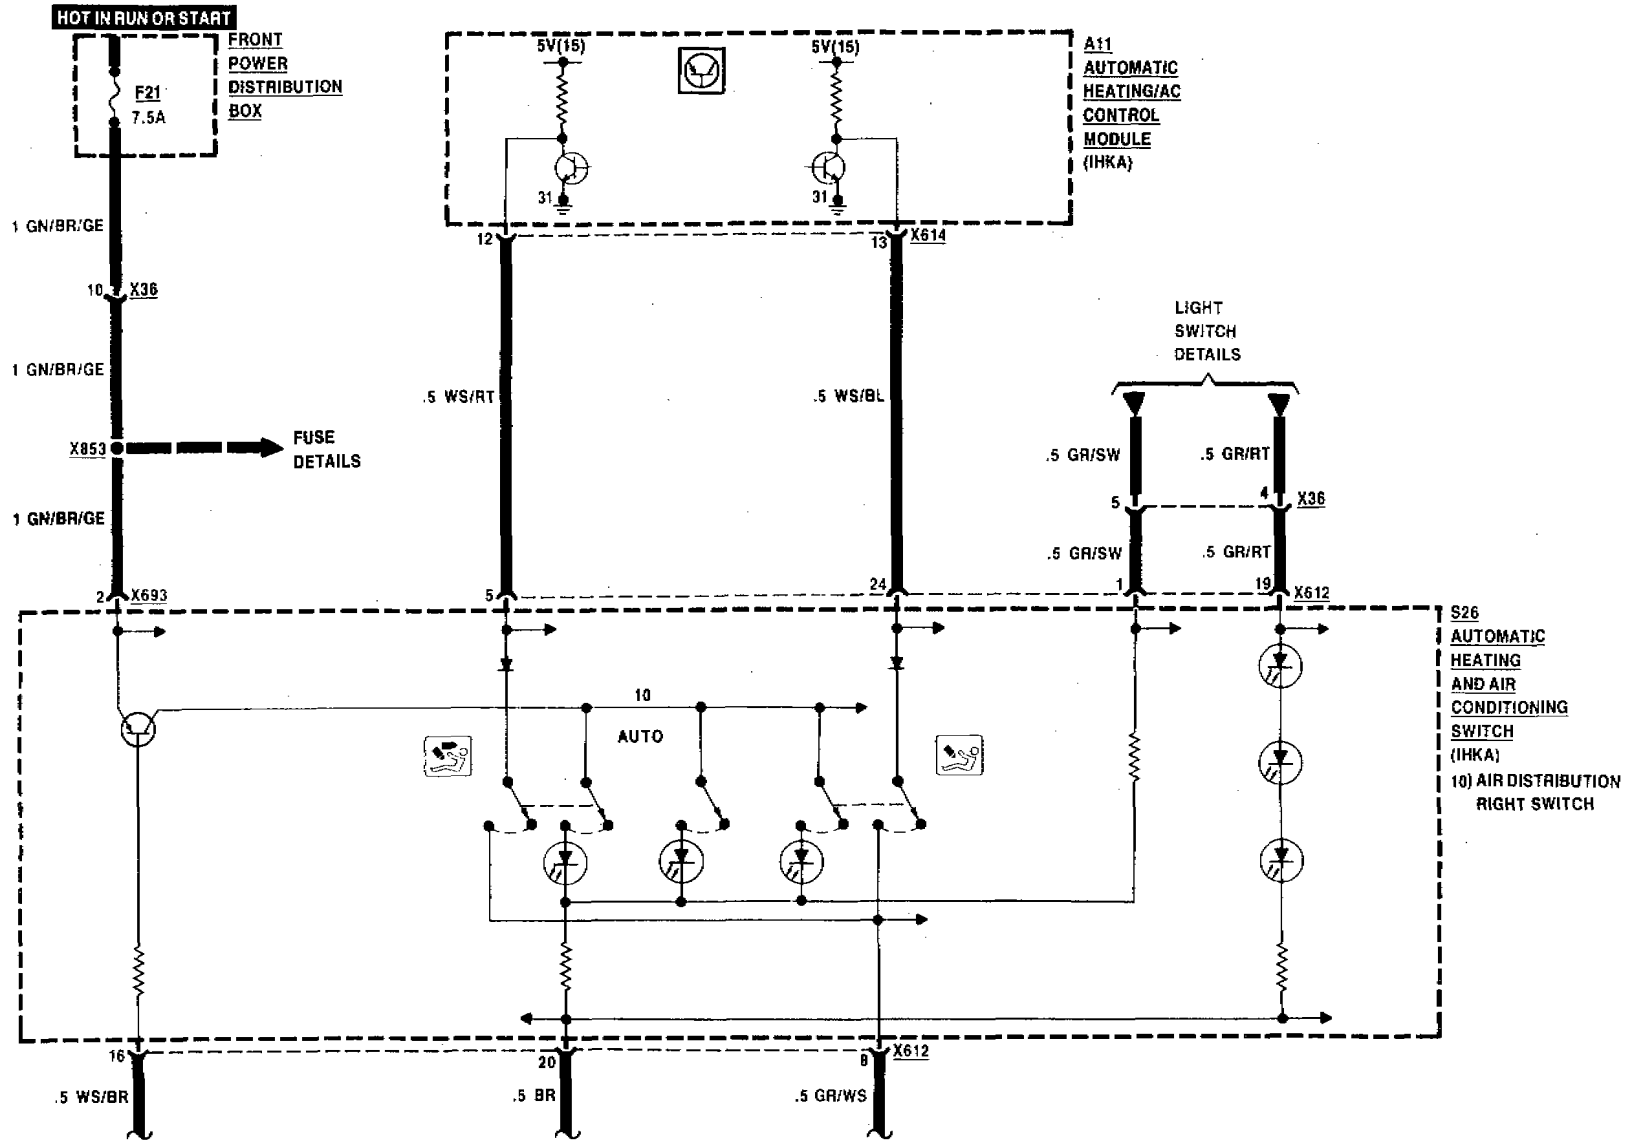 HOT IN RUN OR START
FRONT
POWER
DISTRIBUTION
BOX
F21
7.5A
5V(15)
5V(15)
31
31
A11
AUTOMATIC
HEATING/AC
CONTROL
MODULE
(IHKA)
1 GN/BR/GE
12
13
X614
10
X36
1 GN/BR/GE
.5 WS/RT
.5 WS/BL
LIGHT
SWITCH
DETAILS
X853
FUSE
DETAILS
.5 GR/SW
.5 GR/RT
5
4
X36
1 GN/BR/GE
.5 GR/SW
.5 GR/RT
2
X693
5
24
1
19
X612
S26
AUTOMATIC
HEATING
AND AIR
CONDITIONING
SWITCH
(IHKA)
10) AIR DISTRIBUTION
RIGHT SWITCH
10
AUTO
16
20
8
X612
.5 WS/BR
.5 BR
.5 GR/WS